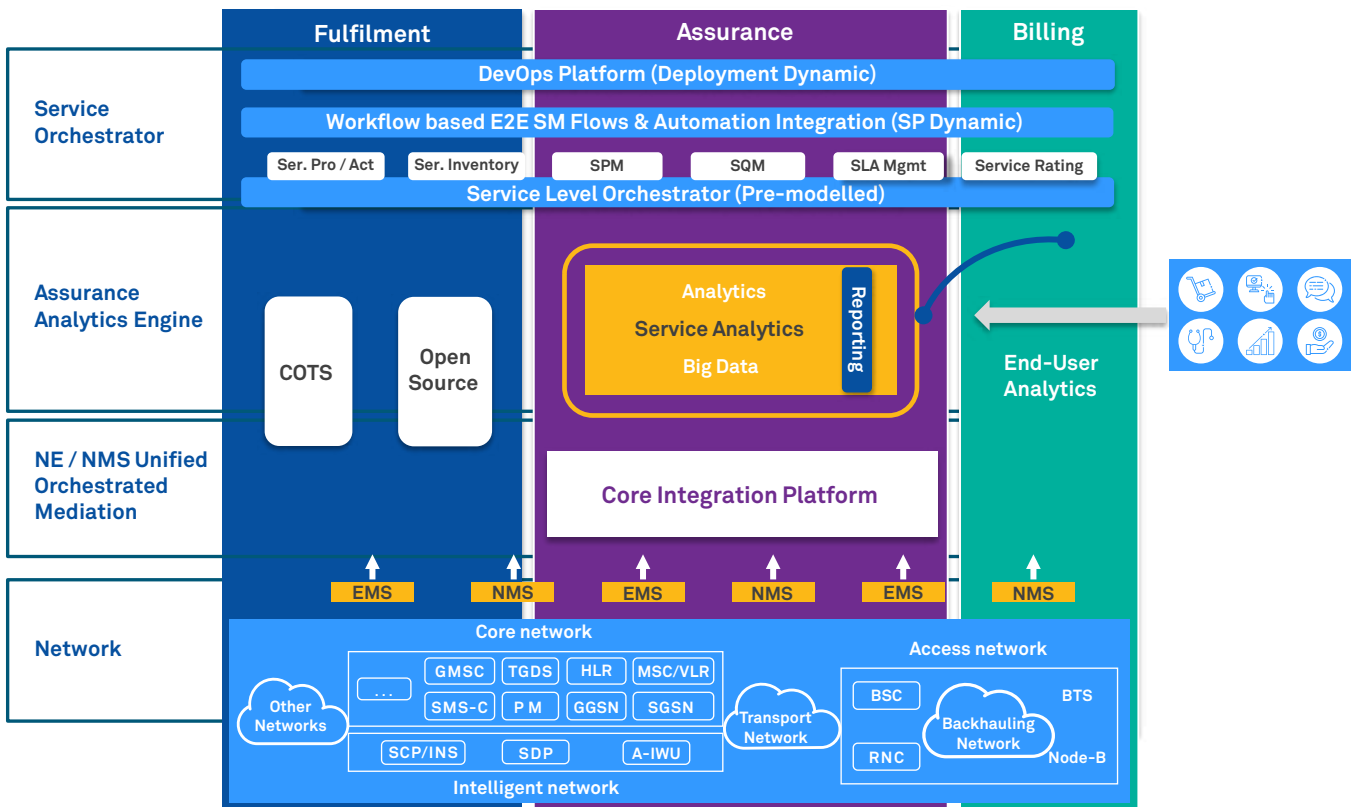 Fulfilment
Assurance
Billing
Service
Orchestrator
DevOps Platform (Deployment Dynamic)
Workflow based E2E SM Flows & Automation Integration (SP Dynamic)
Ser. Pro / Act
Ser. Inventory
SPM
SQM
SLA Mgmt
Service Rating
Service Level Orchestrator (Pre-modelled)
Assurance
Analytics Engine
COTS
Open
Source
Analytics
Service Analytics
Big Data
Reporting
End-User
Analytics
NE / NMS Unified
Orchestrated
Mediation
Core Integration Platform
EMS
NMS
EMS
NMS
EMS
NMS
Network
Core network
Access network
...
GMSC
TGDS
HLR
MSC/VLR
SMS-C
P M
GGSN
SGSN
Other
Networks
SCP/INS
SDP
A-IWU
Intelligent network
Transport
Network
BSC
BTS
Backhauling
Network
RNC
Node-B